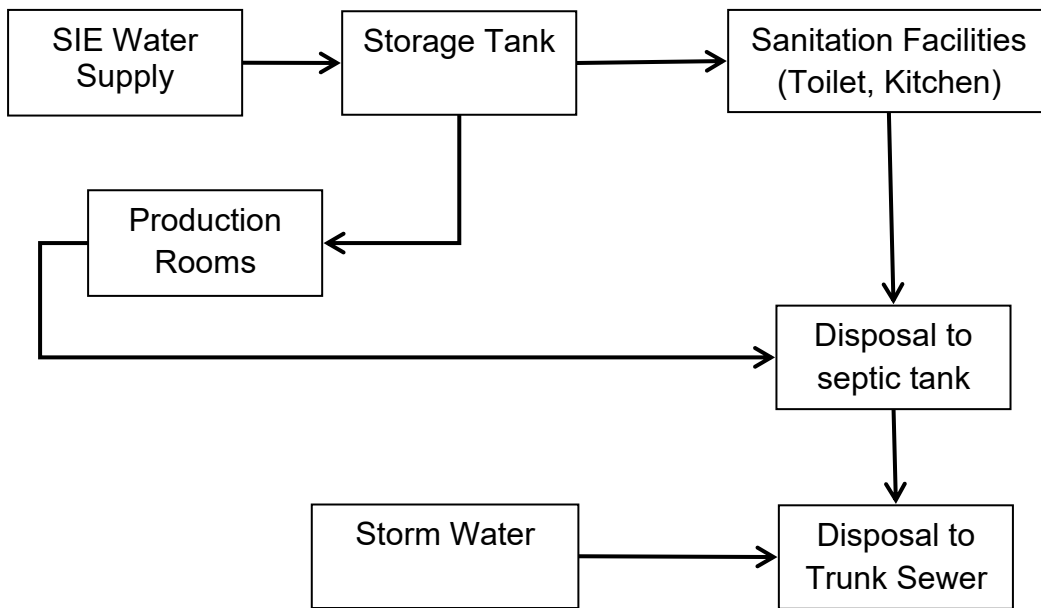 SIE Water
Supply
Storage Tank
Sanitation Facilities
(Toilet, Kitchen)
Production
Rooms
Disposal to
septic tank
Storm Water
Disposal to
Trunk Sewer